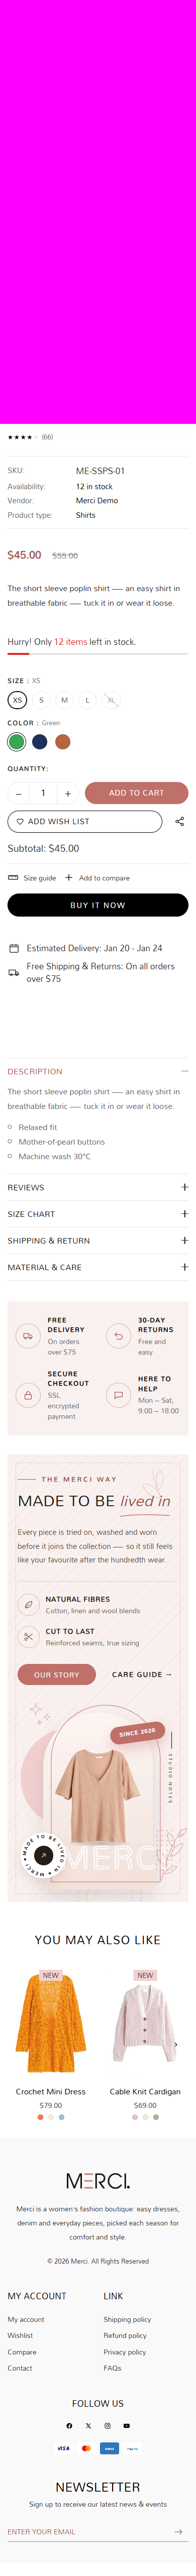 ★★★★★ (66)
SKU: ME-SSPS-01
Availability: 12 in stock
Vendor: Merci Demo
Product type: Shirts
$45.00 $55.00
The short sleeve poplin shirt — an easy shirt in
breathable fabric — tuck it in or wear it loose.
Hurry! Only 12 items left in stock.
SIZE : XS
XS S M L XL
COLOR : Green
QUANTITY:
− 1 + ADD TO CART
ADD WISH LIST
Subtotal: $45.00
Size guide Add to compare
BUY IT NOW
Estimated Delivery: Jan 20 - Jan 24
Free Shipping & Returns: On all orders
over $75
DESCRIPTION
The short sleeve poplin shirt — an easy shirt in
breathable fabric — tuck it in or wear it loose.
Relaxed fit
Mother-of-pearl buttons
Machine wash 30°C
REVIEWS
SIZE CHART
SHIPPING & RETURN
MATERIAL & CARE
FREE
DELIVERY
On orders
over $75
30-DAY
RETURNS
Free and
easy
SECURE
CHECKOUT
SSL
encrypted
payment
HERE TO
HELP
Mon – Sat,
9:00 – 18:00
THE MERCI WAY
MADE TO BE lived in
Every piece is tried on, washed and worn
before it joins the collection — so it still feels
like your favourite after the hundredth wear.
NATURAL FIBRES
Cotton, linen and wool blends
CUT TO LAST
Reinforced seams, true sizing
OUR STORY CARE GUIDE →
SINCE 2020
STUDIO NOTES
MADE TO BE LIVED IN • MERCI •
MERCI
YOU MAY ALSO LIKE
NEW
Crochet Mini Dress
$79.00
NEW
Cable Knit Cardigan
$69.00
MERCI.
Merci is a women's fashion boutique: easy dresses,
denim and everyday pieces, picked each season for
comfort and style.
© 2026 Merci. All Rights Reserved
MY ACCOUNT
My account
Wishlist
Compare
Contact
LINK
Shipping policy
Refund policy
Privacy policy
FAQs
FOLLOW US
VISA
NEWSLETTER
Sign up to receive our latest news & events
ENTER YOUR EMAIL